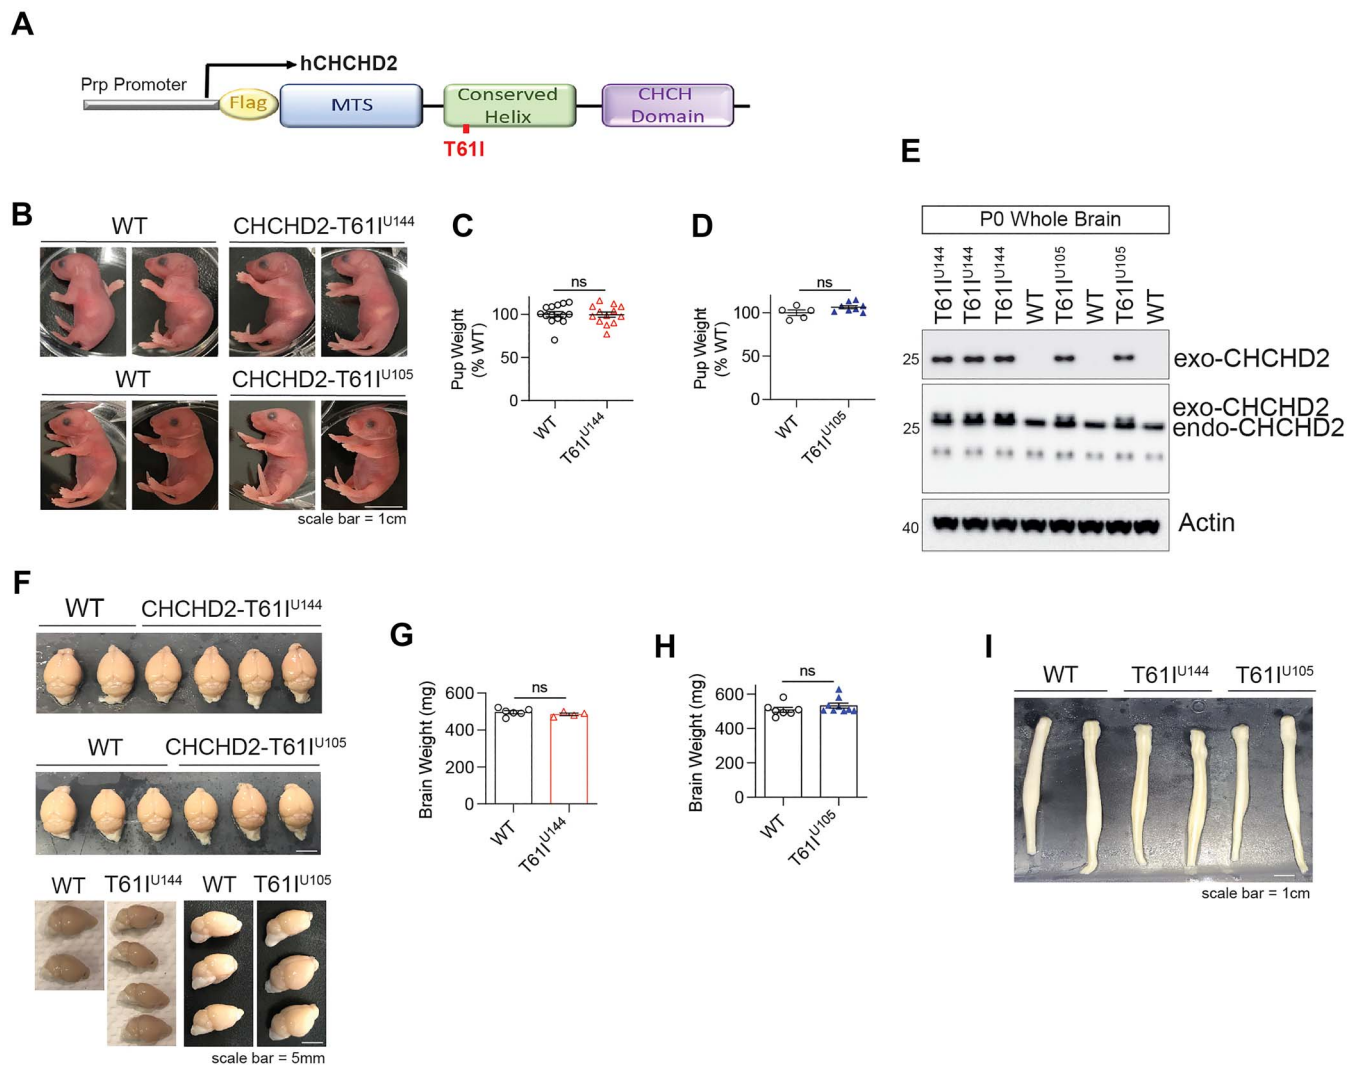 A
Prp Promoter
hCHCHD2
Flag
MTS
Conserved
Helix
CHCH
Domain
T61I
B
WT
CHCHD2-T61I^U144
WT
CHCHD2-T61I^U105
scale bar = 1cm
C
ns
Pup Weight
(% WT)
100
50
0
WT
T61I^U144
D
ns
Pup Weight
(% WT)
100
50
0
WT
T61I^U105
E
P0 Whole Brain
T61I^U144
T61I^U144
T61I^U144
WT
T61I^U105
WT
T61I^U105
WT
25
exo-CHCHD2
25
exo-CHCHD2
endo-CHCHD2
40
Actin
F
WT
CHCHD2-T61I^U144
WT
CHCHD2-T61I^U105
WT
T61I^U144
WT
T61I^U105
scale bar = 5mm
G
ns
Brain Weight (mg)
600
400
200
0
WT
T61I^U144
H
ns
Brain Weight (mg)
600
400
200
0
WT
T61I^U105
I
WT
T61I^U144
T61I^U105
scale bar = 1cm